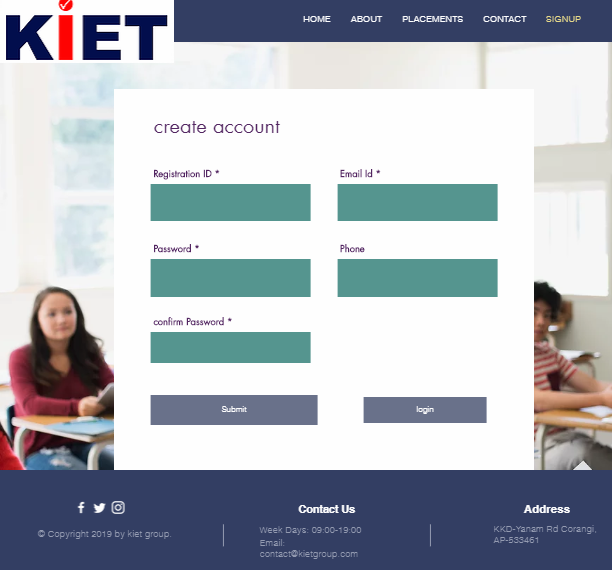 KiET
HOME ABOUT PLACEMENTS CONTACT SIGNUP
create account
Registration ID * Email Id *
Password * Phone
confirm Password *
Submit login
Contact Us Address
© Copyright 2019 by kiet group.
Week Days: 09:00-19:00
Email:
contact@kietgroup.com
KKD-Yanam Rd Corangi,
AP-533461